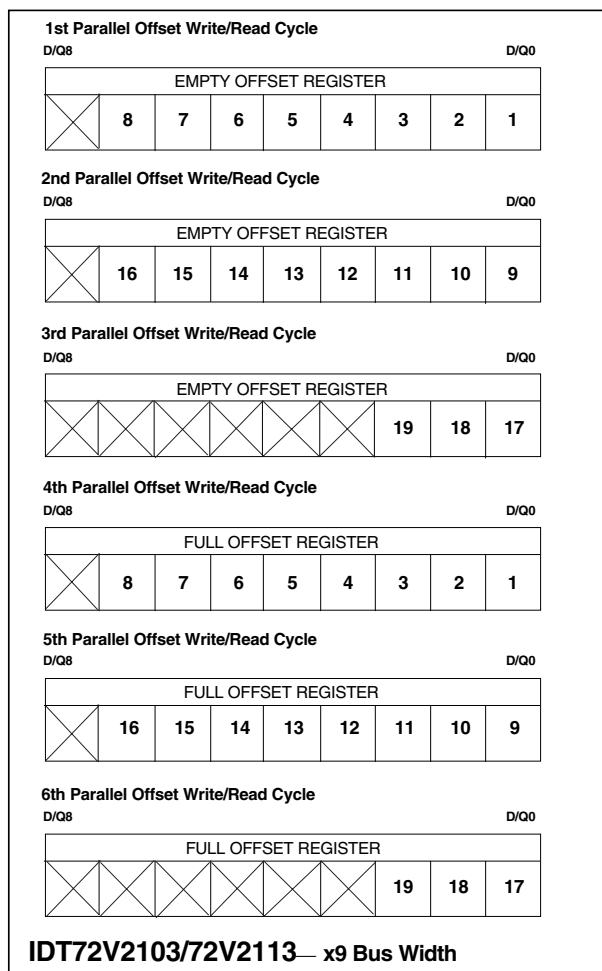 1st Parallel Offset Write/Read Cycle
D/Q8 D/Q0
EMPTY OFFSET REGISTER
8 7 6 5 4 3 2 1
2nd Parallel Offset Write/Read Cycle
D/Q8 D/Q0
EMPTY OFFSET REGISTER
16 15 14 13 12 11 10 9
3rd Parallel Offset Write/Read Cycle
D/Q8 D/Q0
EMPTY OFFSET REGISTER
19 18 17
4th Parallel Offset Write/Read Cycle
D/Q8 D/Q0
FULL OFFSET REGISTER
8 7 6 5 4 3 2 1
5th Parallel Offset Write/Read Cycle
D/Q8 D/Q0
FULL OFFSET REGISTER
16 15 14 13 12 11 10 9
6th Parallel Offset Write/Read Cycle
D/Q8 D/Q0
FULL OFFSET REGISTER
19 18 17
IDT72V2103/72V2113— x9 Bus Width